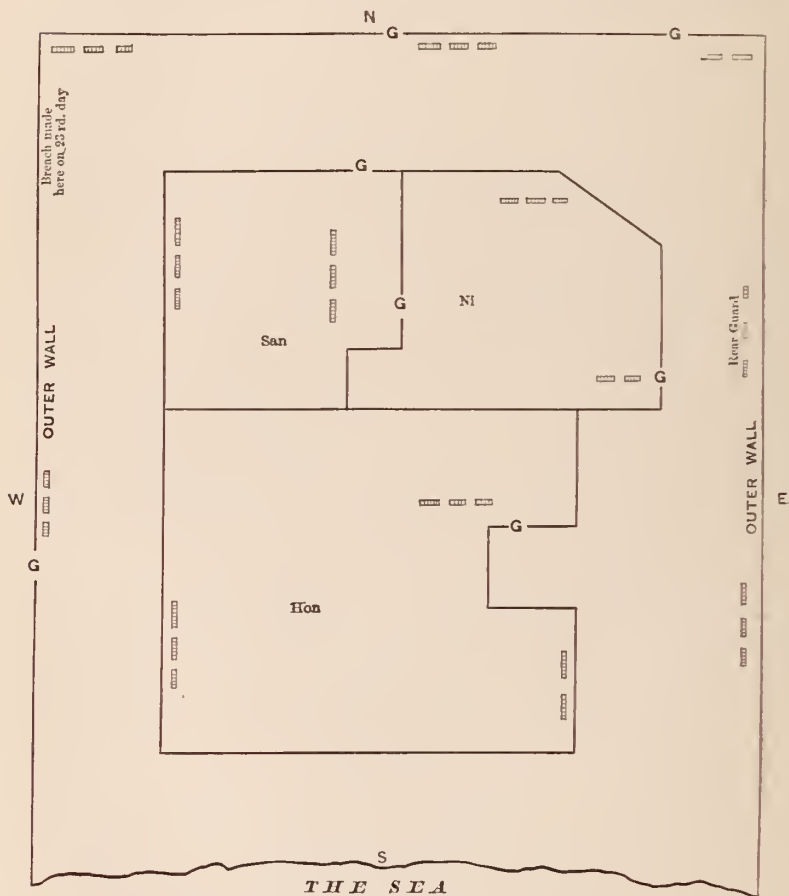 N
G
G
Breach made
here on 23 rd. day
G
G
Ni
Rear Guard
San
G
OUTER WALL
OUTER WALL
W
E
G
G
Hon
S
THE SEA